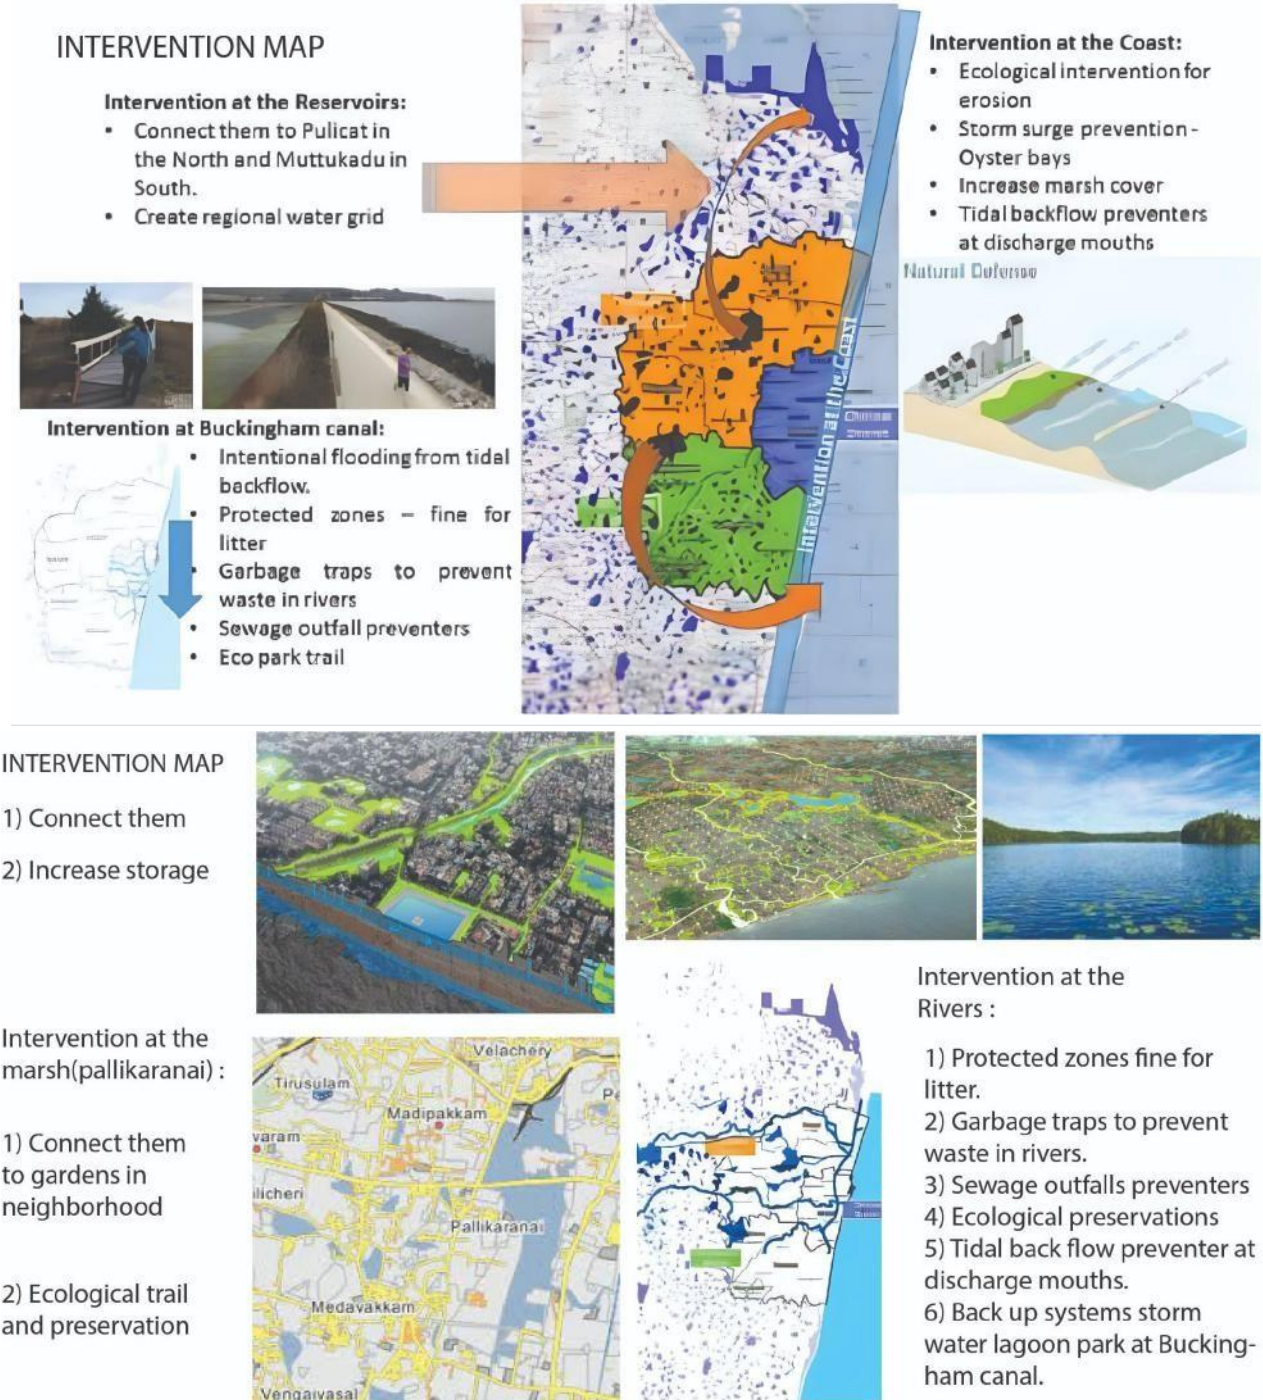 INTERVENTION MAP
Intervention at the Reservoirs:
• Connect them to Pulicat in
the North and Muttukadu in
South.
• Create regional water grid
Intervention at the Coast:
• Ecological intervention for
erosion
• Storm surge prevention -
Oyster bays
• Increase marsh cover
• Tidal backflow preventers
at discharge mouths
Natural Defense
Intervention at the Coast
Intervention at Buckingham canal:
• Intentional flooding from tidal
backflow.
• Protected zones – fine for
litter
• Garbage traps to prevent
waste in rivers
• Sewage outfall preventers
• Eco park trail
INTERVENTION MAP
1) Connect them
2) Increase storage
Intervention at the
marsh(pallikaranai) :
1) Connect them
to gardens in
neighborhood
2) Ecological trail
and preservation
Velachery
Tirusulam
Pe
Madipakkam
varam
ilicheri
Pallikaranai
Medavakkam
Vengaivasal
Intervention at the
Rivers :
1) Protected zones fine for
litter.
2) Garbage traps to prevent
waste in rivers.
3) Sewage outfalls preventers
4) Ecological preservations
5) Tidal back flow preventer at
discharge mouths.
6) Back up systems storm
water lagoon park at Bucking-
ham canal.